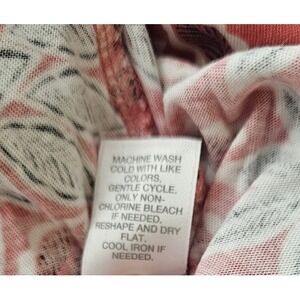 MACHINE WASH
COLD WITH LIKE
COLORS,
GENTLE CYCLE,
ONLY NON-
CHLORINE BLEACH
IF NEEDED.
RESHAPE AND DRY
FLAT.
COOL IRON IF
NEEDED.